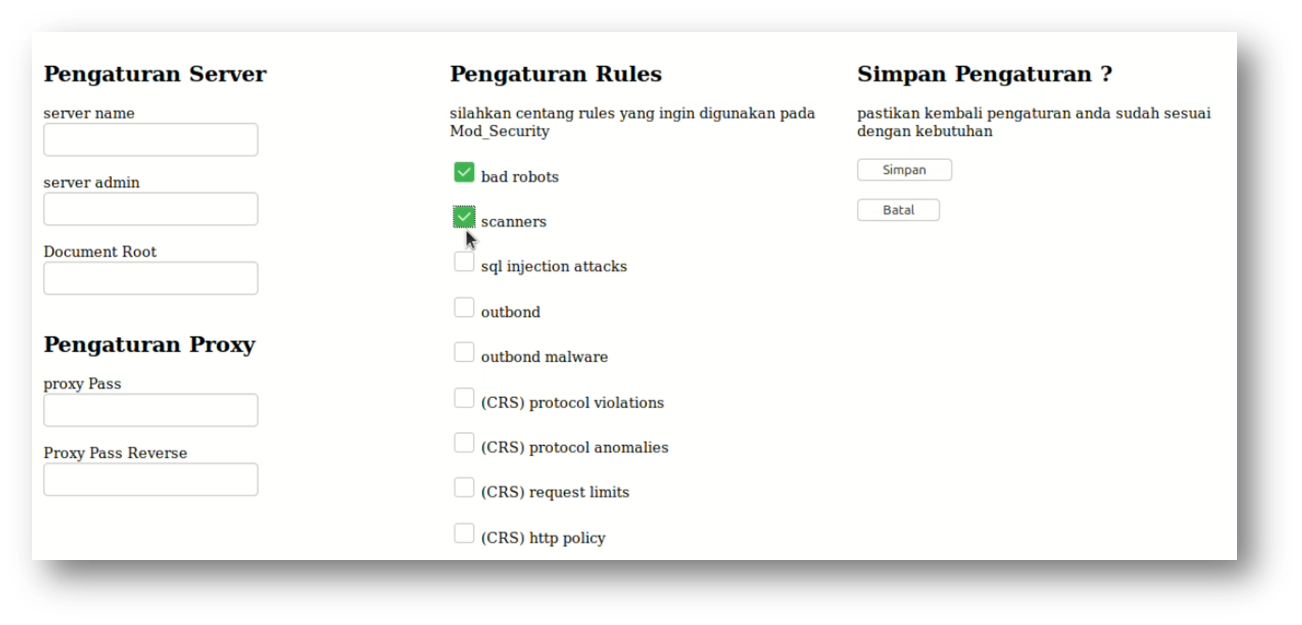 Pengaturan Server
server name
server admin
Document Root
Pengaturan Proxy
proxy Pass
Proxy Pass Reverse
Pengaturan Rules
silahkan centang rules yang ingin digunakan pada
Mod_Security
bad robots
scanners
sql injection attacks
outbond
outbond malware
(CRS) protocol violations
(CRS) protocol anomalies
(CRS) request limits
(CRS) http policy
Simpan Pengaturan ?
pastikan kembali pengaturan anda sudah sesuai
dengan kebutuhan
Simpan
Batal